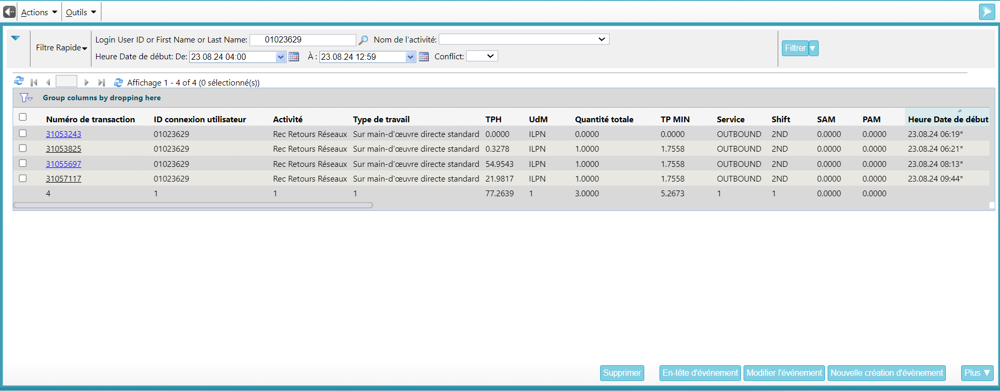 Actions ▼ Outils ▼
Login User ID or First Name or Last Name: 01023629 Nom de l'activité:
Filtre Rapide
Filtrer ▼
Heure Date de début: De: 23.08.24 04:00 À : 23.08.24 12:59 Conflict:
Affichage 1 - 4 of 4 (0 sélectionné(s))
Group columns by dropping here
Numéro de transaction ID connexion utilisateur Activité Type de travail TPH UdM Quantité totale TP MIN Service Shift SAM PAM Heure Date de début
31053243 01023629 Rec Retours Réseaux Sur main-d'œuvre directe standard 0.0000 ILPN 0.0000 0.0000 OUTBOUND 2ND 0.0000 0.0000 23.08.24 06:19*
31053825 01023629 Rec Retours Réseaux Sur main-d'œuvre directe standard 0.3278 ILPN 1.0000 1.7558 OUTBOUND 2ND 0.0000 0.0000 23.08.24 06:21*
31055697 01023629 Rec Retours Réseaux Sur main-d'œuvre directe standard 54.9543 ILPN 1.0000 1.7558 OUTBOUND 2ND 0.0000 0.0000 23.08.24 08:13*
31057117 01023629 Rec Retours Réseaux Sur main-d'œuvre directe standard 21.9817 ILPN 1.0000 1.7558 OUTBOUND 2ND 0.0000 0.0000 23.08.24 09:44*
4 1 1 1 77.2639 1 3.0000 5.2673 1 1 0.0000 0.0000
Supprimer En-tête d'événement Modifier l'événement Nouvelle création d'évènement Plus ▼